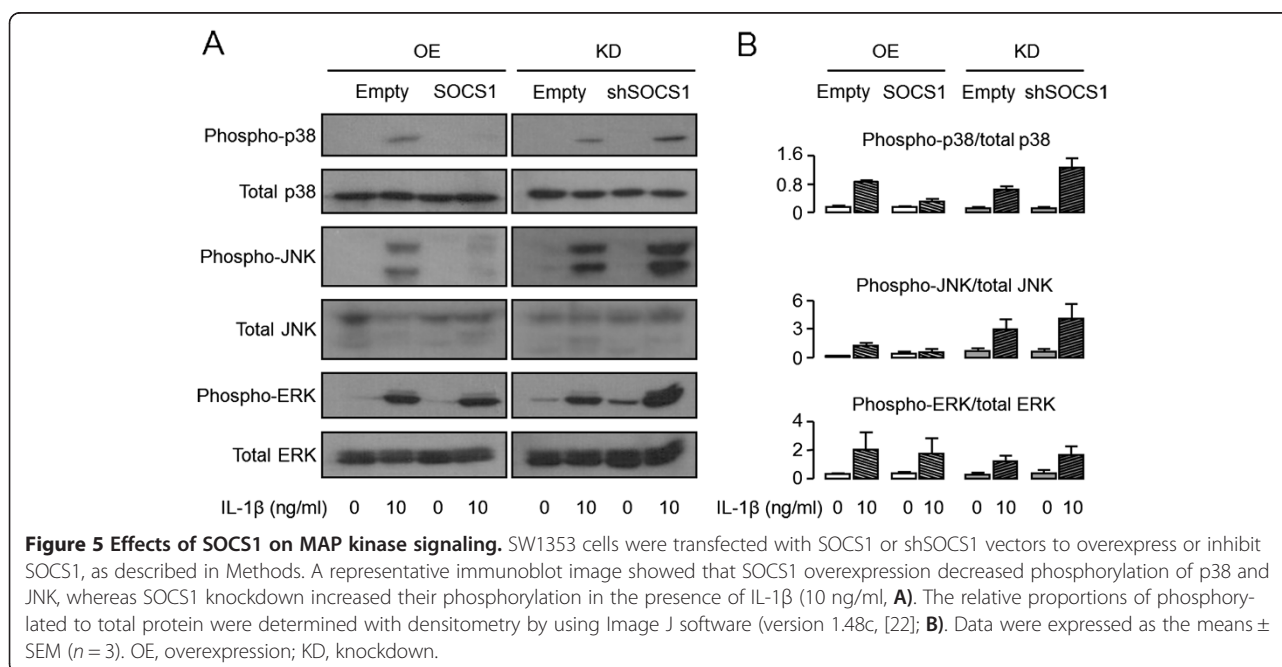 A
B
OE KD
Empty SOCS1 Empty shSOCS1
Phospho-p38
Total p38
Phospho-JNK
Total JNK
Phospho-ERK
Total ERK
IL-1β (ng/ml) 0 10 0 10 0 10 0 10
OE KD
Empty SOCS1 Empty shSOCS1
Phospho-p38/total p38
1.6
0.8
0
Phospho-JNK/total JNK
6
3
0
Phospho-ERK/total ERK
4
2
0
IL-1β (ng/ml) 0 10 0 10 0 10 0 10
Figure 5 Effects of SOCS1 on MAP kinase signaling. SW1353 cells were transfected with SOCS1 or shSOCS1 vectors to overexpress or inhibit
SOCS1, as described in Methods. A representative immunoblot image showed that SOCS1 overexpression decreased phosphorylation of p38 and
JNK, whereas SOCS1 knockdown increased their phosphorylation in the presence of IL-1β (10 ng/ml, A). The relative proportions of phosphory-
lated to total protein were determined with densitometry by using Image J software (version 1.48c, [22]; B). Data were expressed as the means ±
SEM (n = 3). OE, overexpression; KD, knockdown.